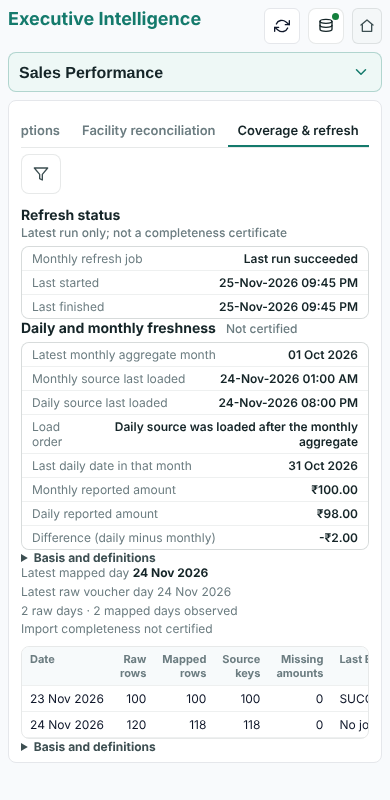 Executive Intelligence
Sales Performance
ptions Facility reconciliation Coverage & refresh
Refresh status
Latest run only; not a completeness certificate
Monthly refresh job Last run succeeded
Last started 25-Nov-2026 09:45 PM
Last finished 25-Nov-2026 09:45 PM
Daily and monthly freshness Not certified
Latest monthly aggregate month 01 Oct 2026
Monthly source last loaded 24-Nov-2026 01:00 AM
Daily source last loaded 24-Nov-2026 08:00 PM
Load order Daily source was loaded after the monthly aggregate
Last daily date in that month 31 Oct 2026
Monthly reported amount ₹100.00
Daily reported amount ₹98.00
Difference (daily minus monthly) -₹2.00
Basis and definitions
Latest mapped day 24 Nov 2026
Latest raw voucher day 24 Nov 2026
2 raw days · 2 mapped days observed
Import completeness not certified
Date Raw rows Mapped rows Source keys Missing amounts Last E
23 Nov 2026 100 100 100 0 SUCC
24 Nov 2026 120 118 118 0 No jo
Basis and definitions